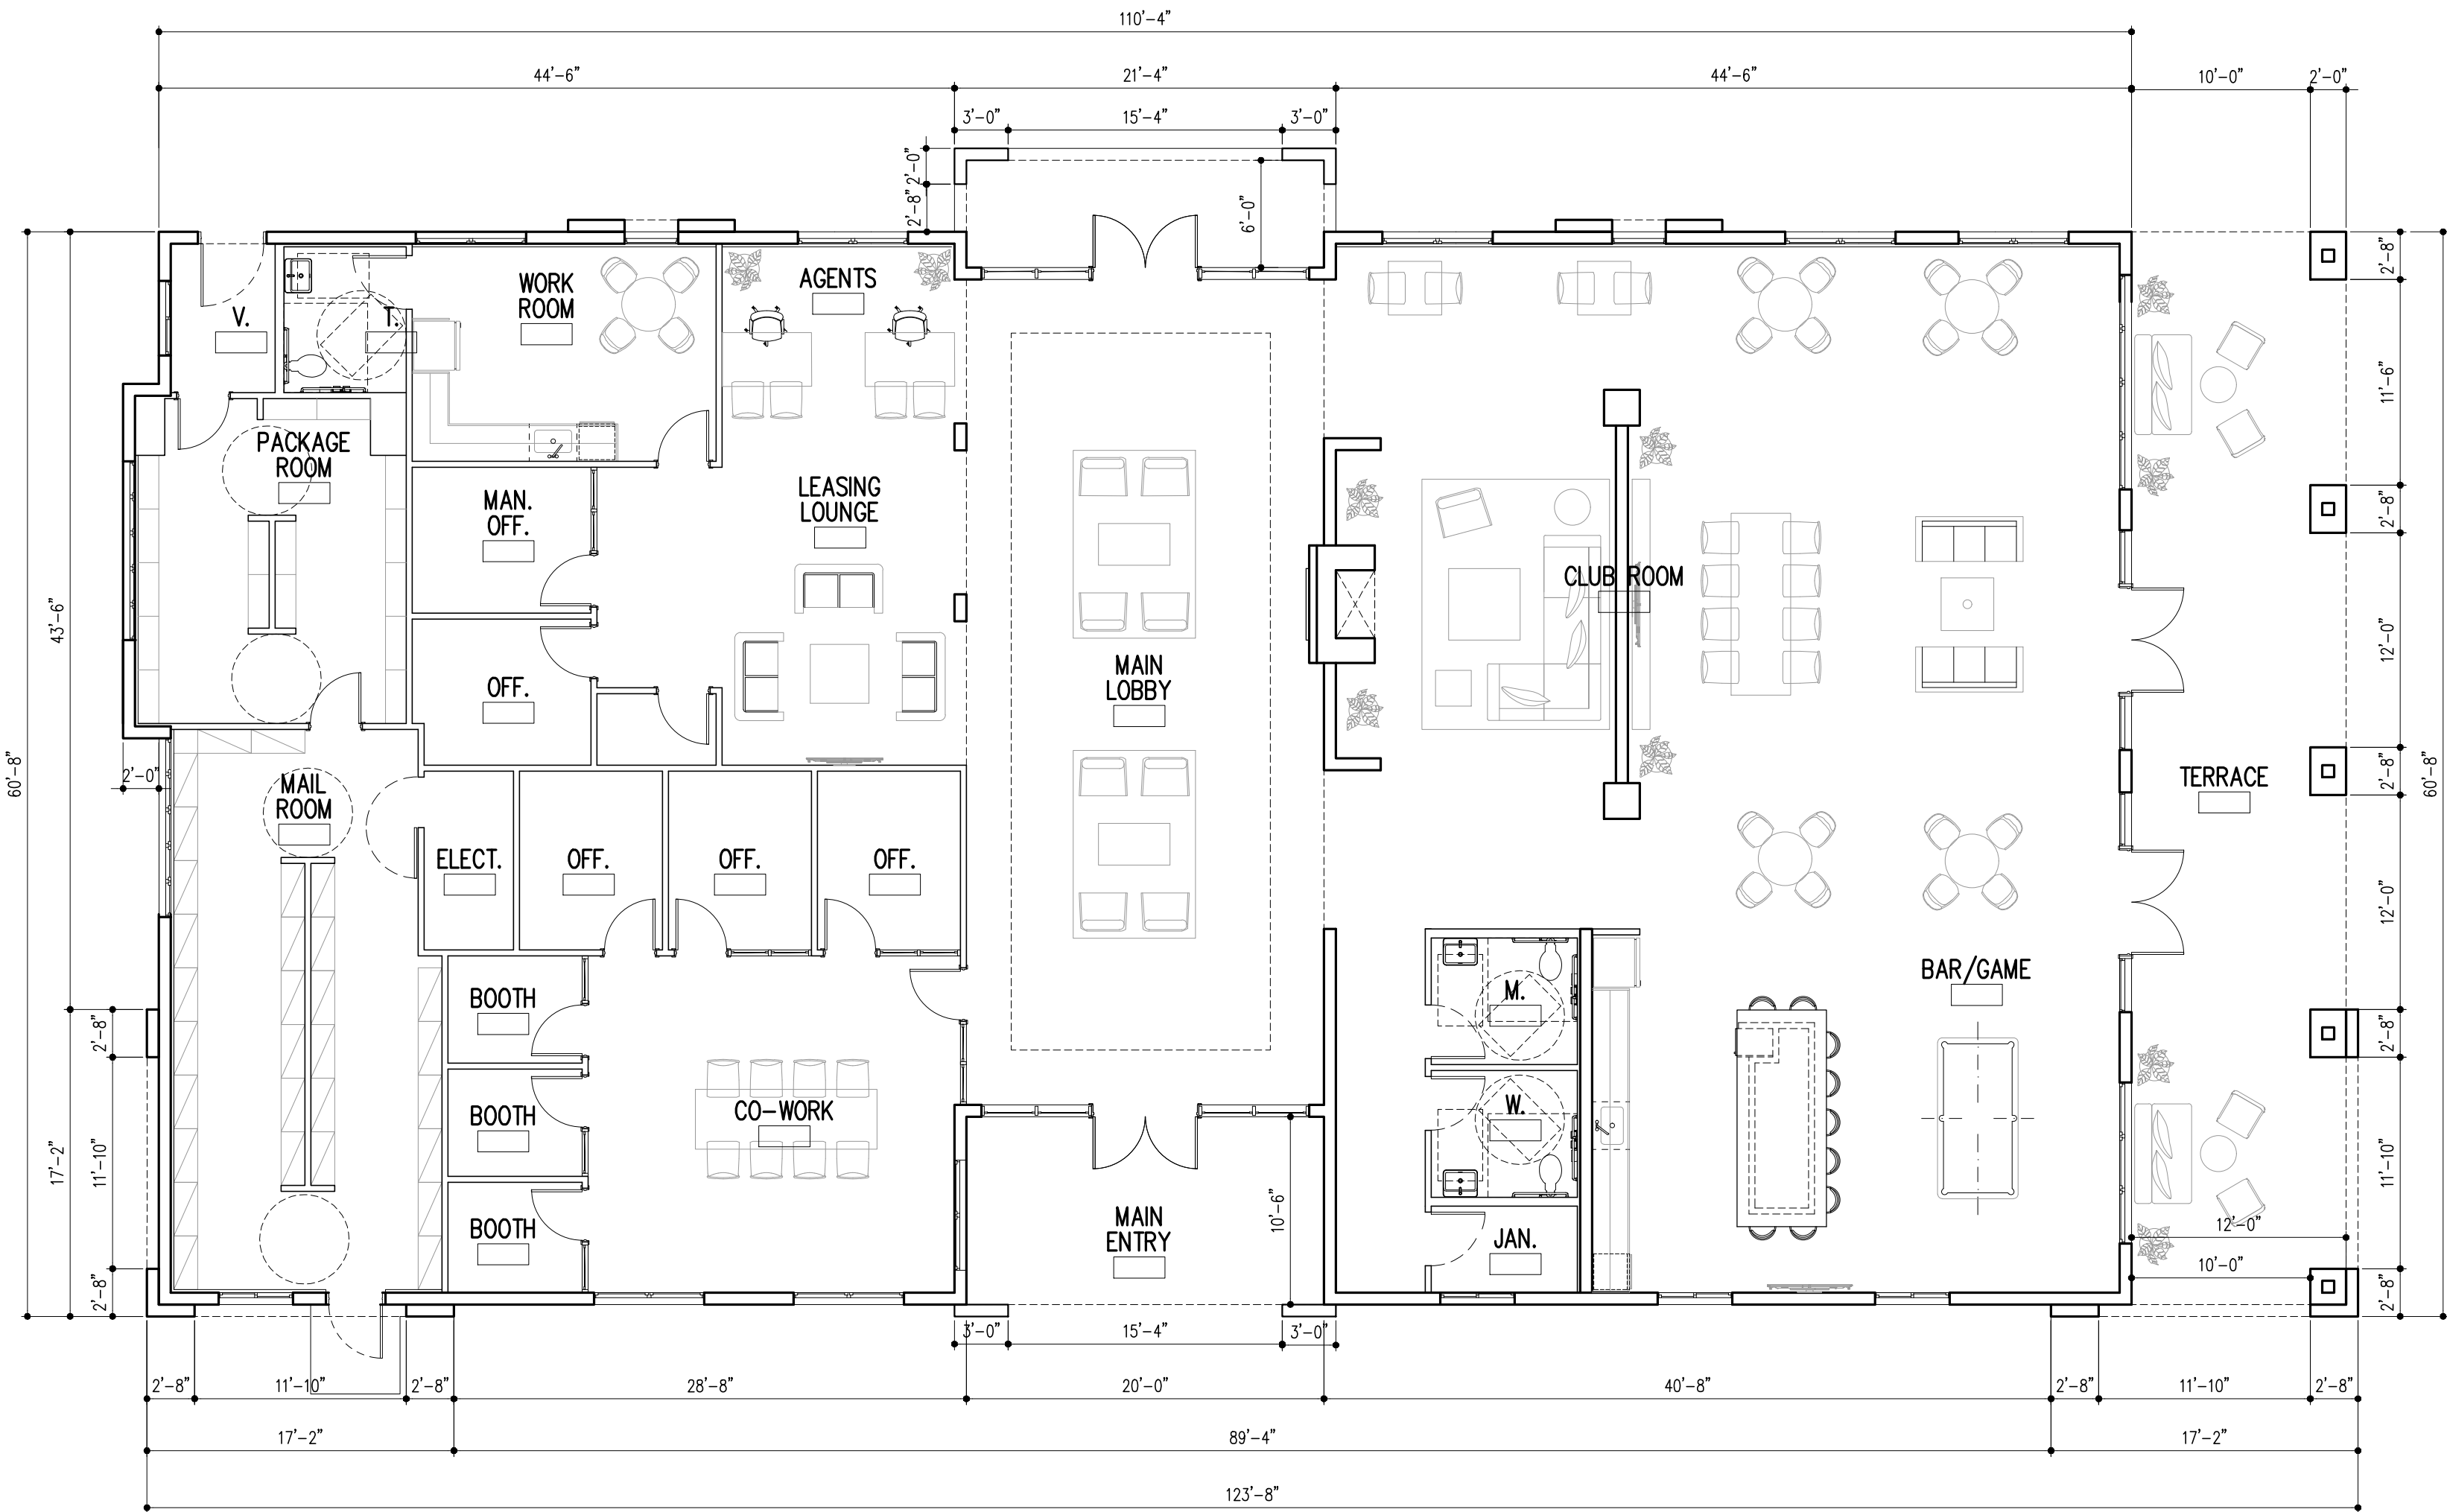 110'-4"
44'-6"
21'-4"
44'-6"
10'-0"
2'-0"
3'-0"
15'-4"
3'-0"
2'-0"
2'-8"
6'-0"
2'-8"
WORK
ROOM
AGENTS
V.
T.
11'-6"
PACKAGE
ROOM
MAN.
OFF.
LEASING
LOUNGE
2'-8"
CLUB ROOM
43'-6"
12'-0"
OFF.
MAIN
LOBBY
60'-8"
2'-0"
MAIL
ROOM
TERRACE
2'-8"
60'-8"
ELECT.
OFF.
OFF.
OFF.
12'-0"
BAR/GAME
BOOTH
M.
2'-8"
2'-8"
BOOTH
CO-WORK
W.
17'-2"
11'-10"
11'-10"
BOOTH
MAIN
ENTRY
10'-6"
JAN.
12'-0"
10'-0"
2'-8"
2'-8"
3'-0"
15'-4"
3'-0"
2'-8"
11'-10"
2'-8"
28'-8"
20'-0"
40'-8"
2'-8"
11'-10"
2'-8"
17'-2"
89'-4"
17'-2"
123'-8"